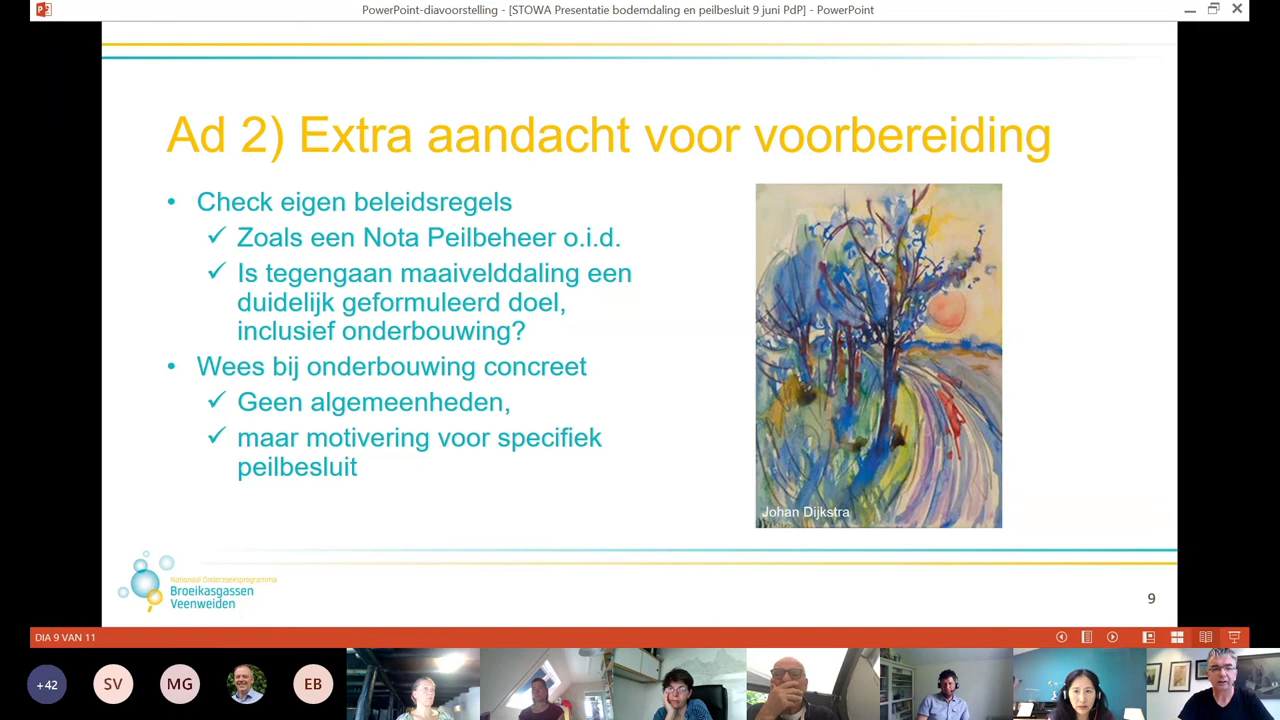 PowerPoint-diavoorstelling - [STOWA Presentatie bodemdaling en peilbesluit 9 juni PdP] - PowerPoint
Ad 2) Extra aandacht voor voorbereiding
• Check eigen beleidsregels
✓ Zoals een Nota Peilbeheer o.i.d.
✓ Is tegengaan maaivelddaling een
duidelijk geformuleerd doel,
inclusief onderbouwing?
• Wees bij onderbouwing concreet
✓ Geen algemeenheden,
✓ maar motivering voor specifiek
peilbesluit
Johan Dijkstra
Nationaal Onderzoeksprogramma
Broeikasgassen
Veenweiden
9
DIA 9 VAN 11
+42
SV
MG
EB